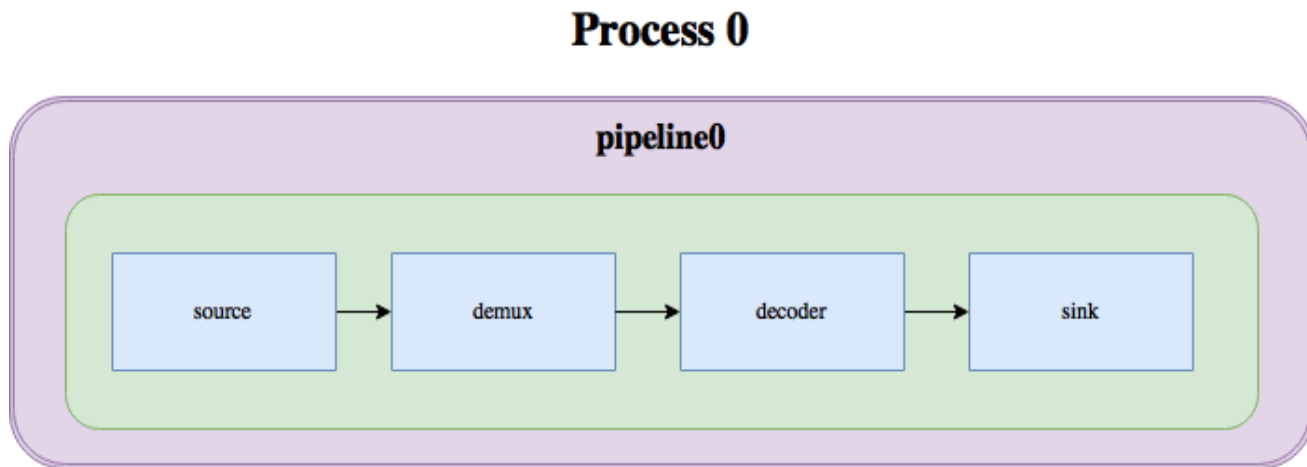 Process 0
pipeline0
source
demux
decoder
sink